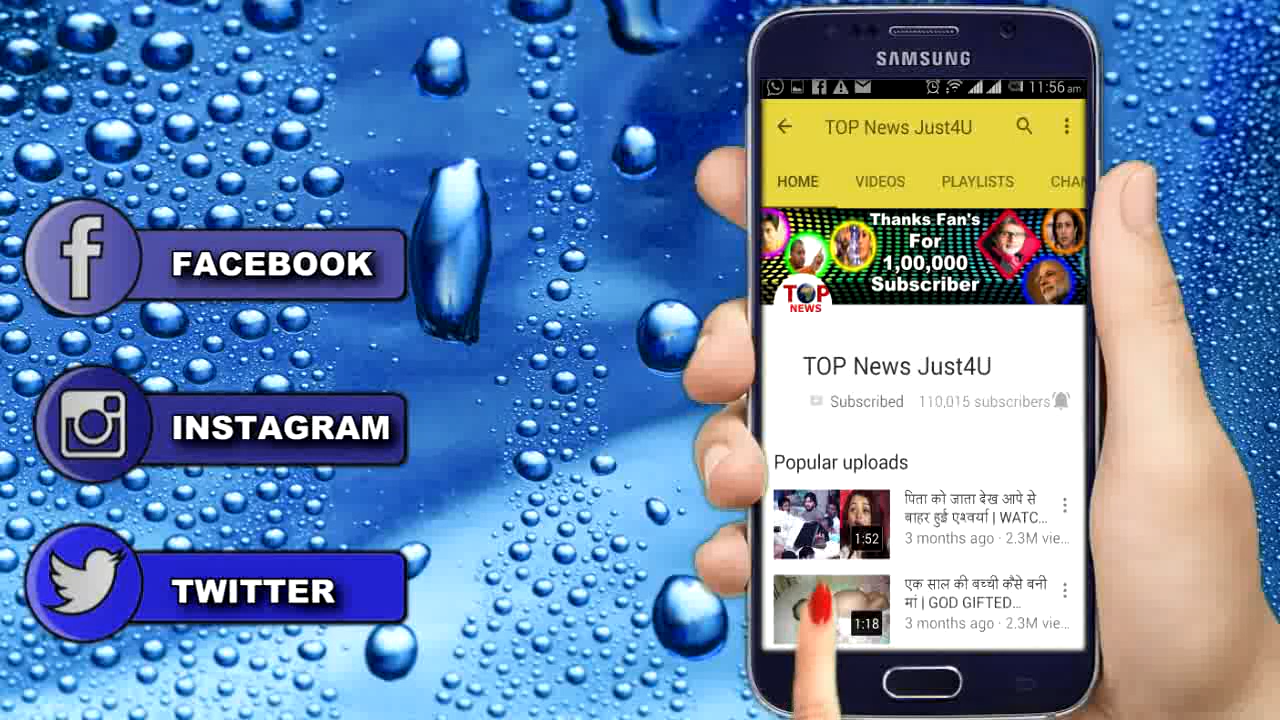 FACEBOOK
INSTAGRAM
TWITTER
SAMSUNG
11:56 am
TOP News Just4U
HOME VIDEOS PLAYLISTS CHAN
Thanks Fan's
For
1,00,000
Subscriber
TOP
NEWS
TOP News Just4U
Subscribed 110,015 subscribers
Popular uploads
पिता को जाता देख आपे से
बाहर हुई एश्वर्या | WATC...
3 months ago · 2.3M vie...
1:52
एक साल की बच्ची कैसे बनी
मां | GOD GIFTED...
3 months ago · 2.3M vie...
1:18